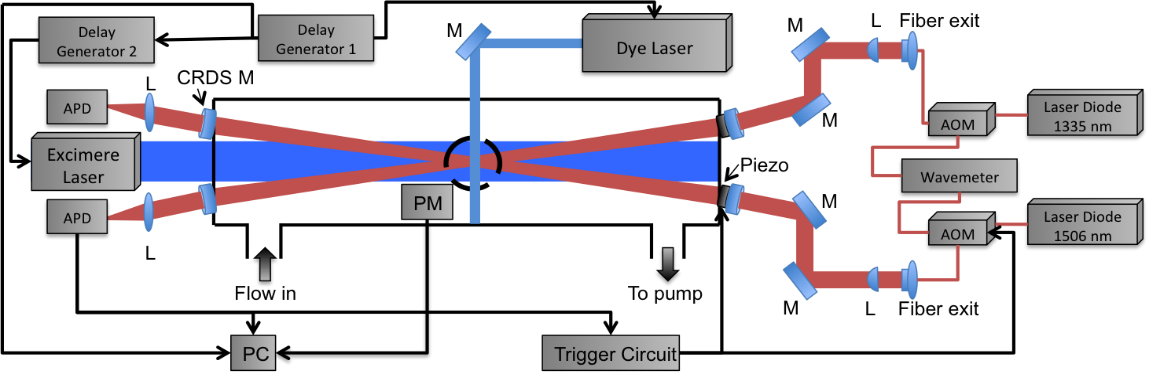 Delay
Generator 2
Delay
Generator 1
M
Dye Laser
M
L
Fiber exit
L
CRDS M
APD
Laser Diode
1335 nm
AOM
M
Excimere
Laser
Piezo
Wavemeter
PM
APD
M
Laser Diode
1506 nm
AOM
L
Flow in
To pump
M
L
Fiber exit
PC
Trigger Circuit